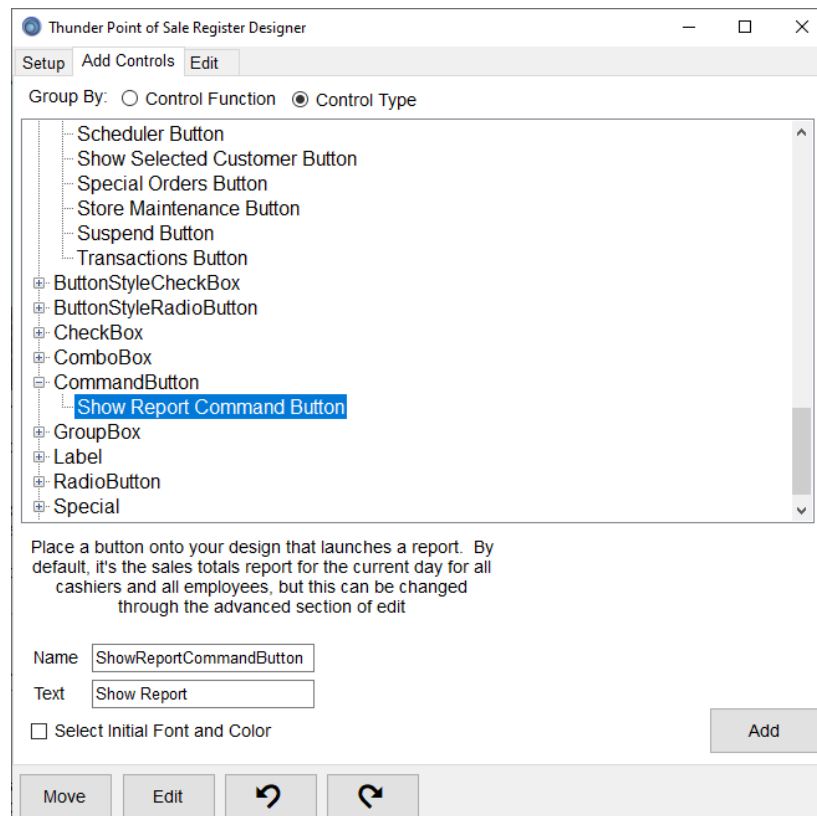 Thunder Point of Sale Register Designer
Setup Add Controls Edit
Group By: Control Function Control Type
Scheduler Button
Show Selected Customer Button
Special Orders Button
Store Maintenance Button
Suspend Button
Transactions Button
ButtonStyleCheckBox
ButtonStyleRadioButton
CheckBox
ComboBox
CommandButton
Show Report Command Button
GroupBox
Label
RadioButton
Special
Place a button onto your design that launches a report. By
default, it's the sales totals report for the current day for all
cashiers and all employees, but this can be changed
through the advanced section of edit
Name ShowReportCommandButton
Text Show Report
Select Initial Font and Color
Add
Move Edit